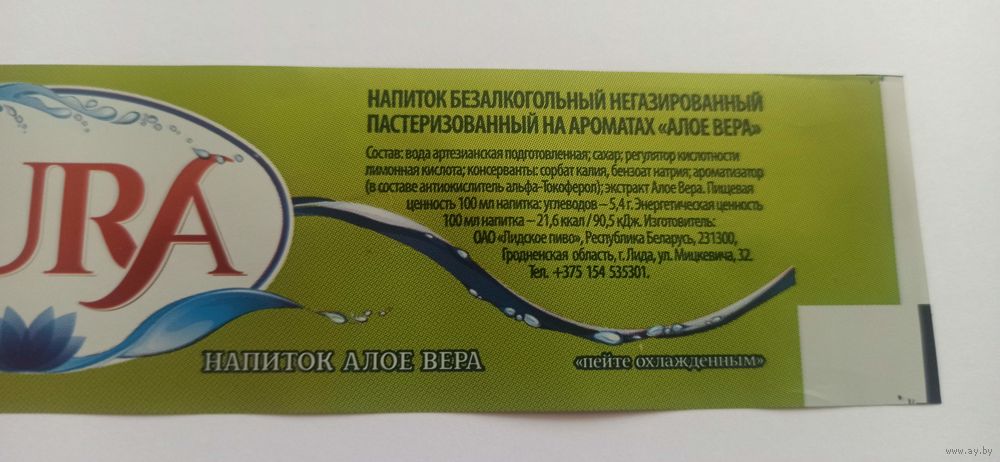 НАПИТОК БЕЗАЛКОГОЛЬНЫЙ НЕГАЗИРОВАННЫЙ
ПАСТЕРИЗОВАННЫЙ НА АРОМАТАХ «АЛОЕ ВЕРА»
Состав: вода артезианская подготовленная; сахар; регулятор кислотности
лимонная кислота; консерванты: сорбат калия, бензоат натрия; ароматизатор
(в составе антиокислитель альфа-Токоферол); экстракт Алое Вера. Пищевая
ценность 100 мл напитка: углеводов – 5,4 г. Энергетическая ценность
100 мл напитка – 21,6 ккал / 90,5 кДж. Изготовитель:
ОАО «Лидское пиво», Республика Беларусь, 231300,
Гродненская область, г. Лида, ул. Мицкевича, 32.
Тел. +375 154 535301.
URA
НАПИТОК АЛОЕ ВЕРА
«пейте охлажденным»
www.ay.by